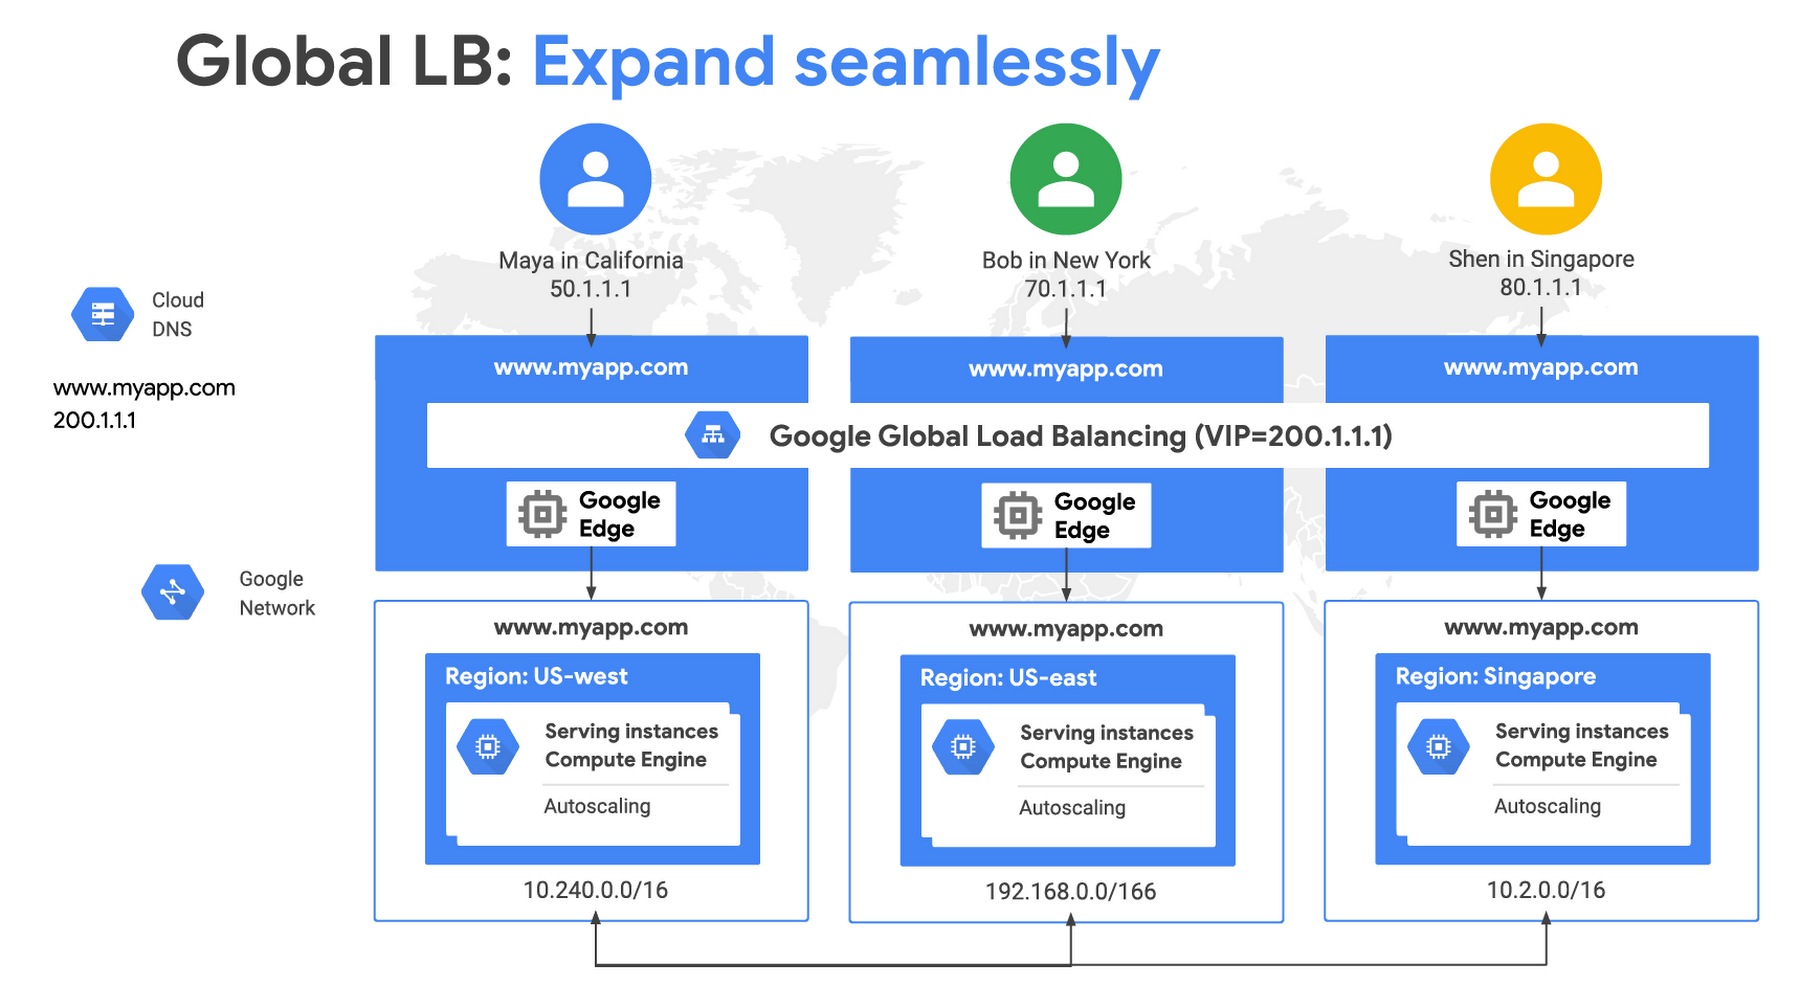 Global LB: Expand seamlessly
Maya in California
50.1.1.1
Bob in New York
70.1.1.1
Shen in Singapore
80.1.1.1
Cloud
DNS
www.myapp.com
200.1.1.1
www.myapp.com
www.myapp.com
www.myapp.com
Google Global Load Balancing (VIP=200.1.1.1)
Google
Edge
Google
Edge
Google
Edge
Google
Network
www.myapp.com
Region: US-west
Serving instances
Compute Engine
Autoscaling
10.240.0.0/16
www.myapp.com
Region: US-east
Serving instances
Compute Engine
Autoscaling
192.168.0.0/166
www.myapp.com
Region: Singapore
Serving instances
Compute Engine
Autoscaling
10.2.0.0/16